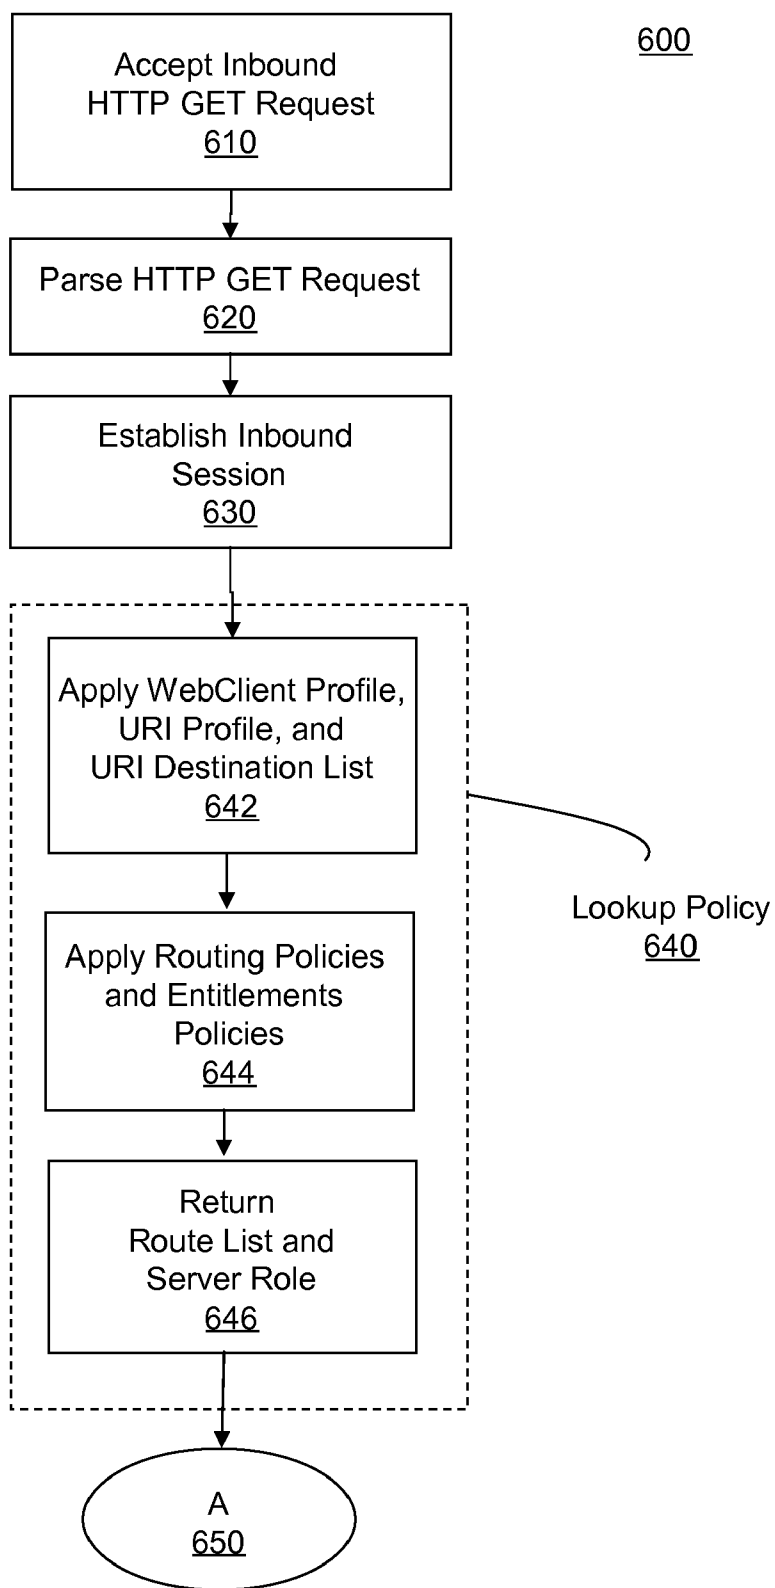 600
Accept Inbound
HTTP GET Request
610
Parse HTTP GET Request
620
Establish Inbound
Session
630
Apply WebClient Profile,
URI Profile, and
URI Destination List
642
Lookup Policy
640
Apply Routing Policies
and Entitlements
Policies
644
Return
Route List and
Server Role
646
A
650